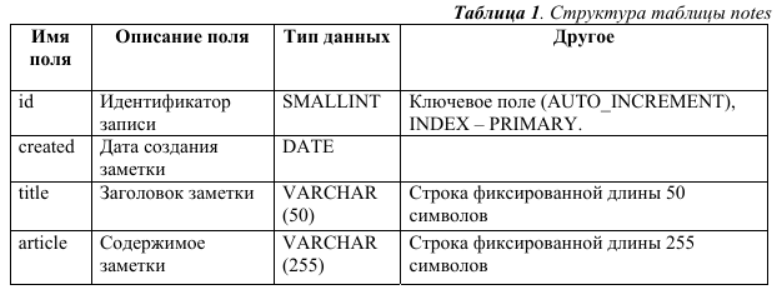 Таблица 1. Структура таблицы notes
Имя поля Описание поля Тип данных Другое
id Идентификатор записи SMALLINT Ключевое поле (AUTO_INCREMENT), INDEX – PRIMARY.
created Дата создания заметки DATE
title Заголовок заметки VARCHAR (50) Строка фиксированной длины 50 символов
article Содержимое заметки VARCHAR (255) Строка фиксированной длины 255 символов